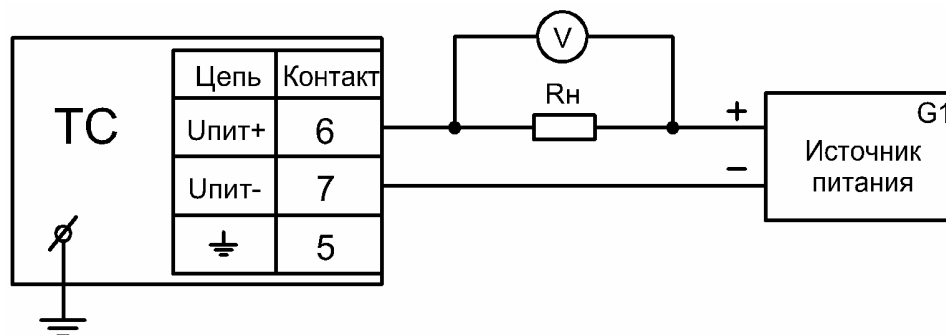 V
Цепь Контакт
Rн
G1
ТС
Uпит+ 6
+
Источник
питания
Uпит- 7
−
5